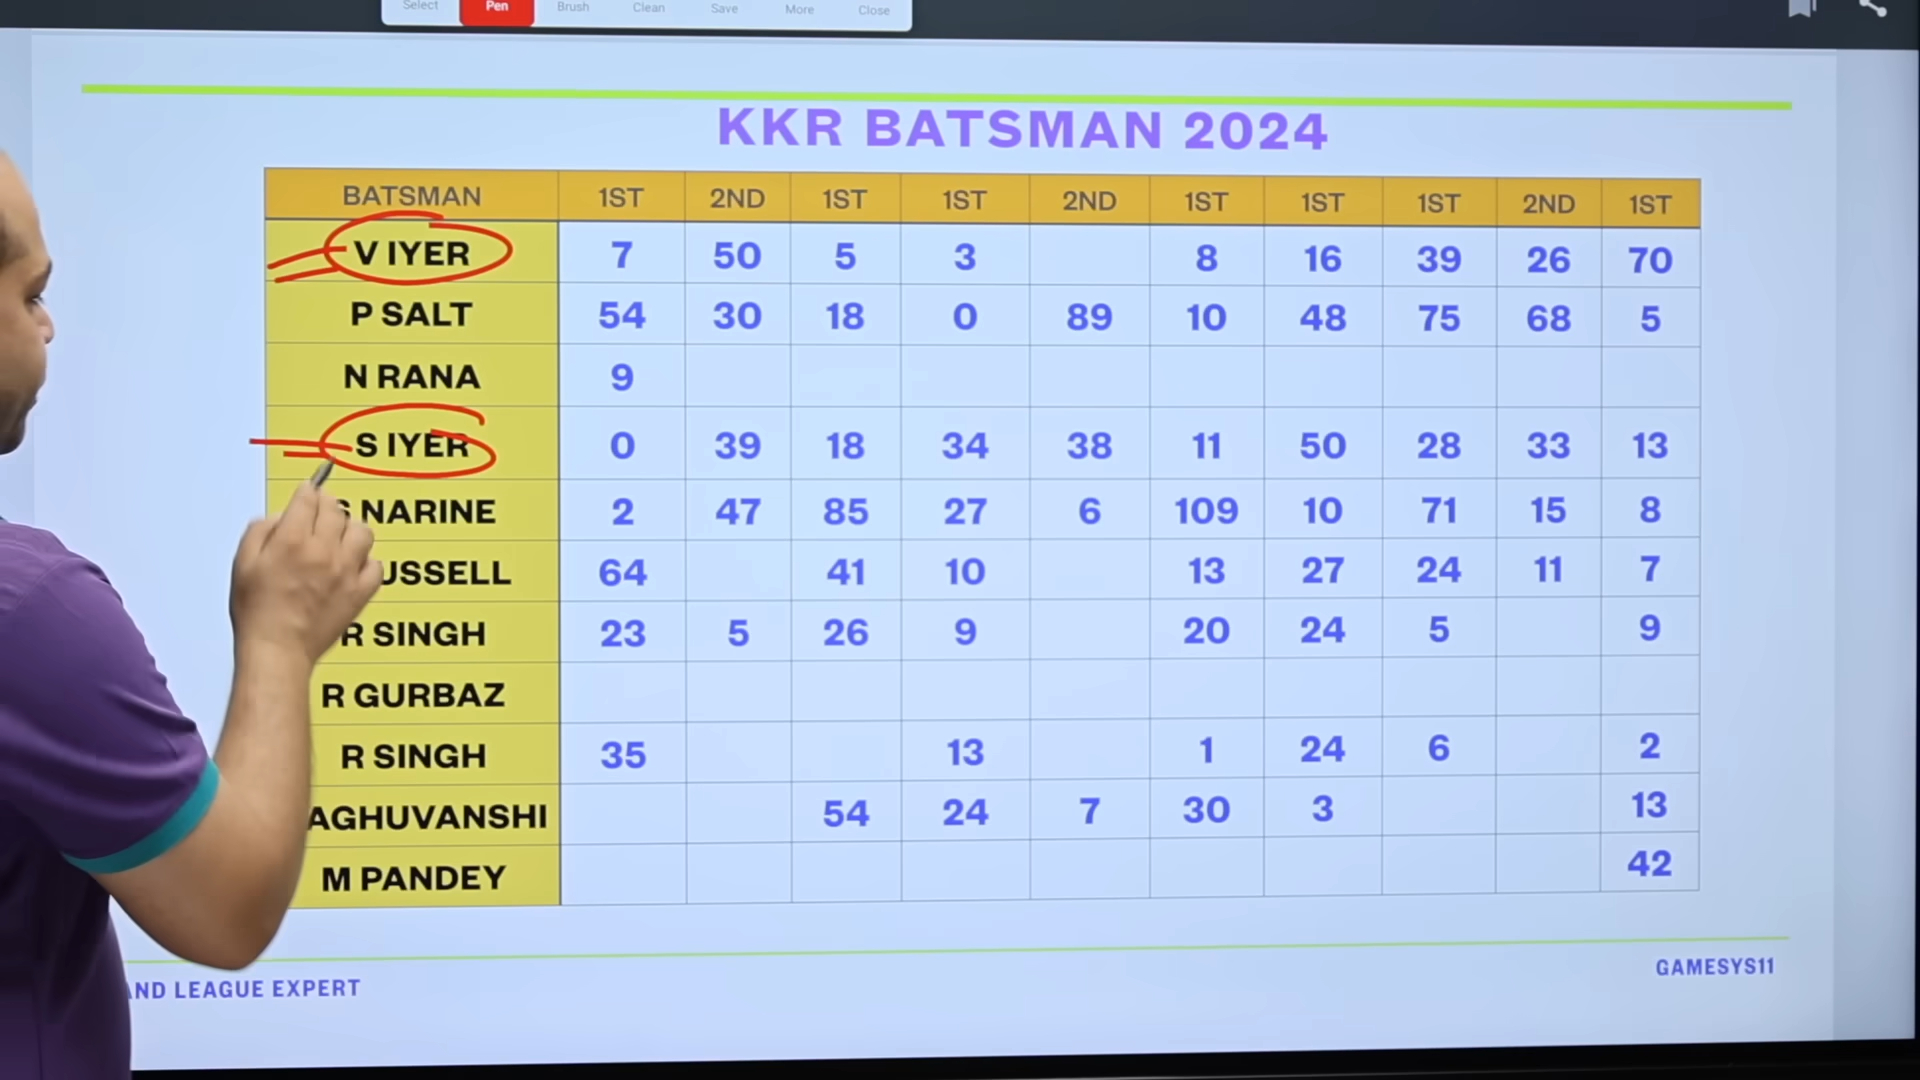 Select Pen Brush Clean Save More Close
KKR BATSMAN 2024
BATSMAN 1ST 2ND 1ST 1ST 2ND 1ST 1ST 1ST 2ND 1ST
V IYER 7 50 5 3 8 16 39 26 70
P SALT 54 30 18 0 89 10 48 75 68 5
N RANA 9
S IYER 0 39 18 34 38 11 50 28 33 13
NARINE 2 47 85 27 6 109 10 71 15 8
USSELL 64 41 10 13 27 24 11 7
R SINGH 23 5 26 9 20 24 5 9
R GURBAZ
R SINGH 35 13 1 24 6 2
AGHUVANSHI 54 24 7 30 3 13
M PANDEY 42
ND LEAGUE EXPERT
GAMESYS11